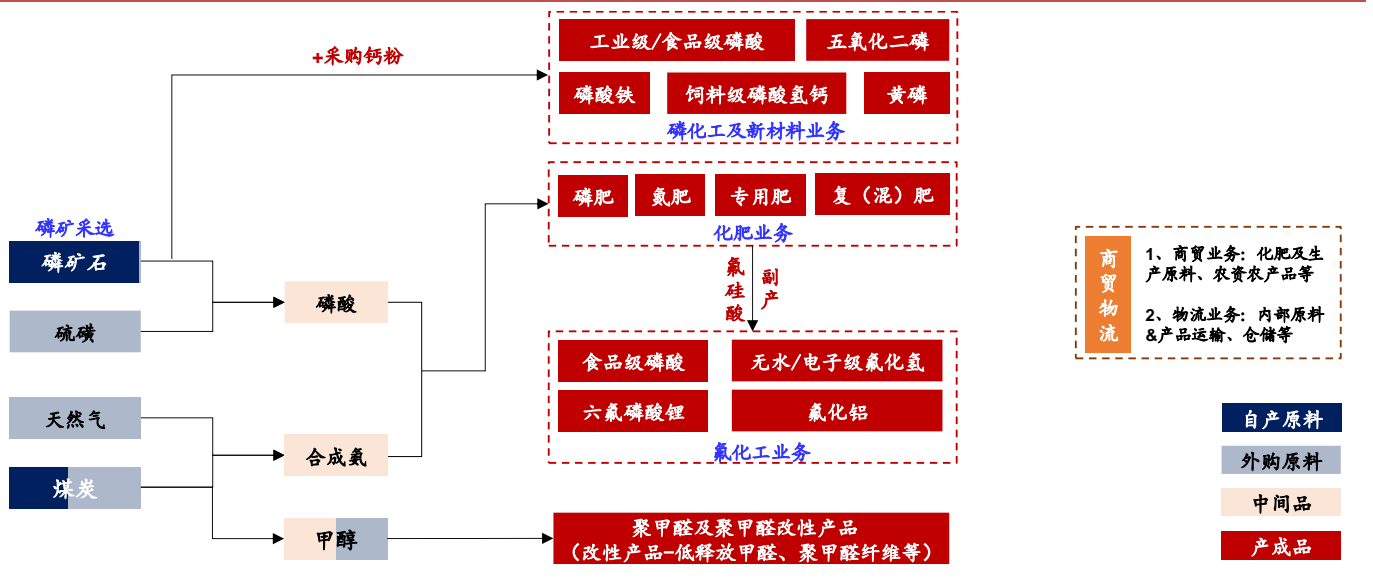 +采购钙粉
工业级/食品级磷酸
五氧化二磷
磷酸铁
饲料级磷酸氢钙
黄磷
磷化工及新材料业务
磷肥
氮肥
专用肥
复（混）肥
化肥业务
磷矿采选
磷矿石
硫磺
磷酸
氟硅酸
副产
食品级磷酸
无水/电子级氟化氢
六氟磷酸锂
氟化铝
氟化工业务
天然气
煤炭
合成氨
甲醇
聚甲醛及聚甲醛改性产品
（改性产品-低释放甲醛、聚甲醛纤维等）
商贸物流
1、商贸业务：化肥及生
产原料、农资农产品等
2、物流业务：内部原料
&产品运输、仓储等
自产原料
外购原料
中间品
产成品